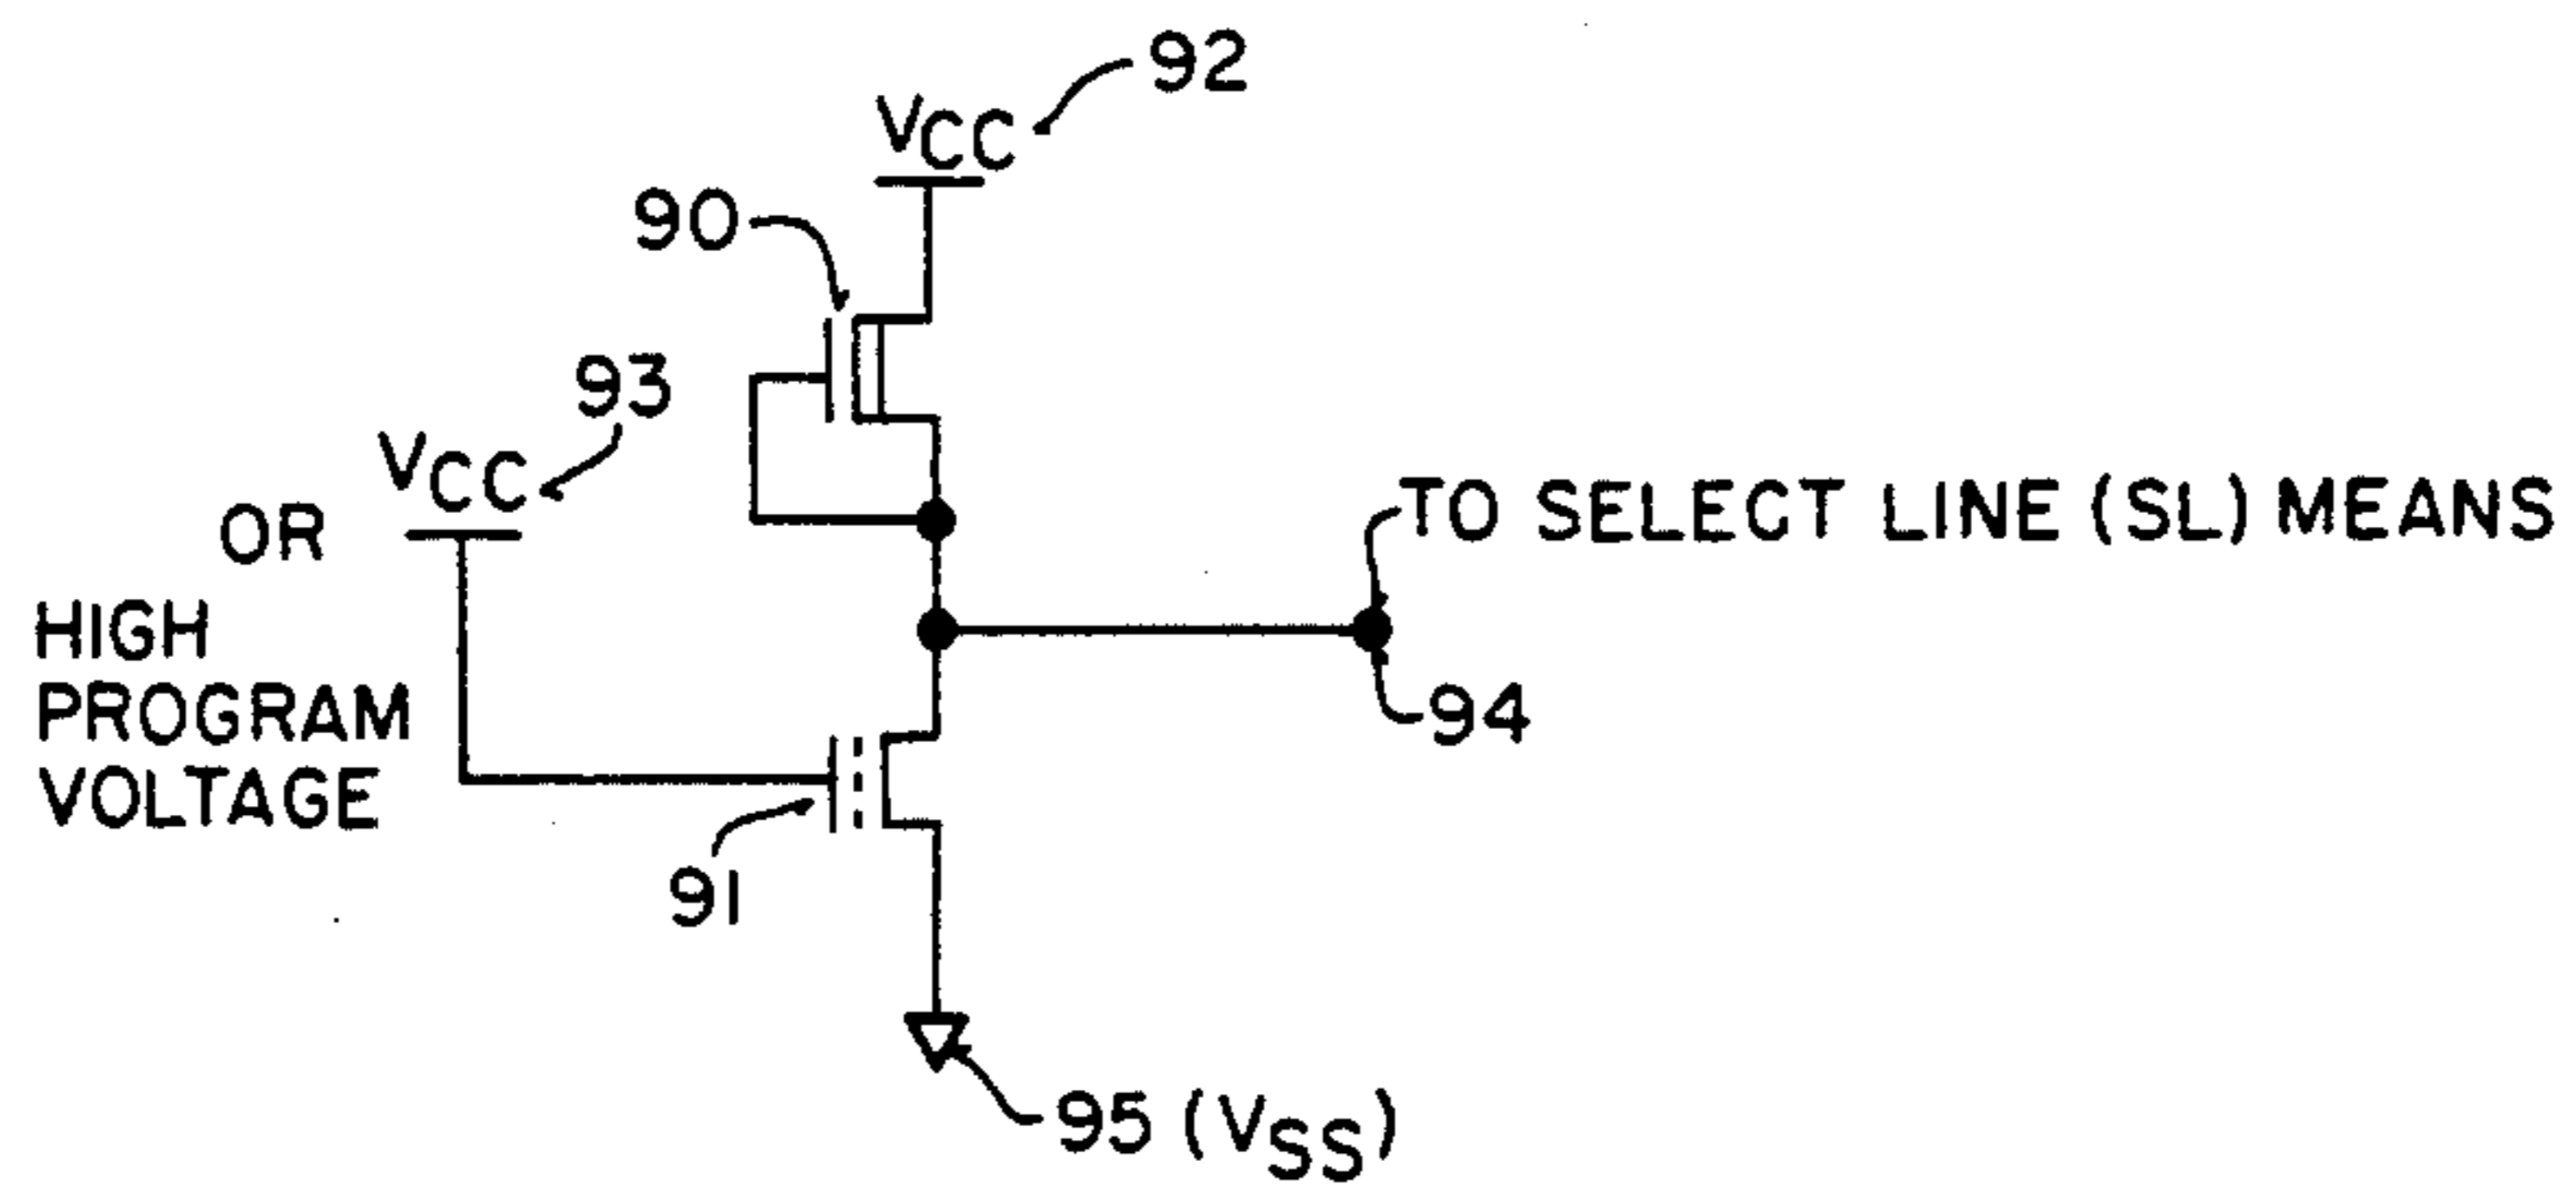 92
VCC
90
93
VCC
OR
HIGH
PROGRAM
VOLTAGE
TO SELECT LINE (SL) MEANS
94
91
95 (VSS)